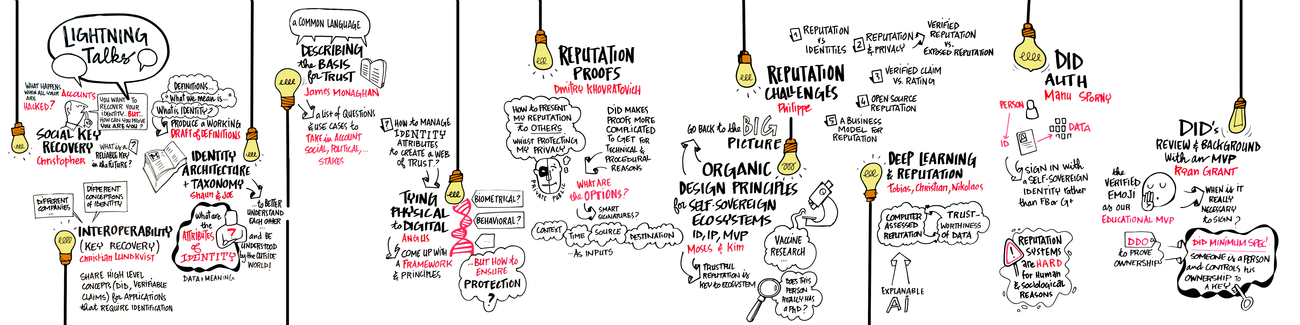 LIGHTNING
Talks
WHAT HAPPENS
WHEN ALL YOUR
ACCOUNTS
ARE
HACKED?
YOU WANT TO
RECOVER YOUR
IDENTITY. BUT...
HOW CAN YOU PROVE
YOU ARE YOU?
SOCIAL KEY
RECOVERY
Christopher
WHAT IS A
RELIABLE KEY
in the FUTURE?
DEFINITIONS...
What we mean is...
What is IDENTITY?
PRODUCE A WORKING
DRAFT of DEFINITIONS
IDENTITY
ARCHITECTURE
+ TAXONOMY
Shaun & Joe
...to BETTER
UNDERSTAND
EACH OTHER
... and BE
UNDERSTOOD
by the OUTSIDE
WORLD!
What are
the
ATTRIBUTES
of
IDENTITY
?
DATA + MEANING
DIFFERENT
COMPANIES...
DIFFERENT
CONCEPTIONS
of IDENTITY
INTEROPERABILITY
(KEY RECOVERY)
Christian LUNDKVIST
SHARE HIGH LEVEL
CONCEPTS (DID, VERIFIABLE
CLAIMS) for APPLICATIONS
that REQUIRE IDENTIFICATION
a COMMON LANGUAGE
DESCRIBING
the BASIS
for TRUST
James MONAGHAN
a LIST of QUESTIONS
& USE CASES to
TAKE in ACCOUNT
SOCIAL, POLITICAL, ...
STAKES
? HOW to MANAGE
IDENTITY
ATTRIBUTES
to CREATE a WEB
of TRUST?
TYING
PHYSICAL
to DIGITAL
ANGUS
COME UP WITH
A FRAMEWORK
& PRINCIPLES
BIOMETRICAL?
BEHAVIORAL?
...BUT HOW to
ENSURE
PROTECTION
?
REPUTATION
PROOFS
Dmitry KHOVRATOVICH
HOW to PRESENT
MY REPUTATION
to OTHERS
WHILST PROTECTING
MY PRIVACY
PRIVATE PUBLIC
DID MAKES
PROOF MORE
COMPLICATED
to GET for
TECHNICAL &
PROCEDURAL
REASONS
WHAT ARE
the OPTIONS?
SMART
SIGNATURES?
CONTEXT
TIME
SOURCE
DESTINATION
...AS INPUTS
REPUTATION
CHALLENGES
Philippe
1 REPUTATION
vs
IDENTITIES
2 REPUTATION
& PRIVACY
VERIFIED
REPUTATION
vs.
EXPOSED REPUTATION
3 VERIFIED CLAIM
vs RATING
4 OPEN SOURCE
REPUTATION
5 A BUSINESS
MODEL for
REPUTATION
GO BACK to the BIG
PICTURE
ORGANIC
DESIGN PRINCIPLES
for SELF-SOVEREIGN
ECOSYSTEMS
ID, IP, MVP
Moses & Kim
TRUSTFUL
REPUTATION is
KEY to ECOSYSTEM
VACCINE
RESEARCH
DOES THIS
PERSON
REALLY HAS
a PhD?
DEEP LEARNING
& REPUTATION
Tobias, Christian, Nikolaos
COMPUTER
ASSESSED
REPUTATION
TRUST-
WORTHINESS
OF DATA
EXPLAINABLE
AI
DID
AUTH
Manu SPORNY
PERSON
ID
DATA
SIGN IN with
a SELF-SOVEREIGN
IDENTITY rather
than FB or G+
REPUTATION
SYSTEMS
are HARD
for HUMAN
& SOCIOLOGICAL
REASONS
DID's
REVIEW & BACKGROUND
With an MVP
Ryan GRANT
the
VERIFIED
EMOJI
as OUR
EDUCATIONAL MVP
WHEN is IT
REALLY
NECESSARY
to SIGN?
DDO
to PROVE
OWNERSHIP
DID MINIMUM SPEC!
SOMEONE is A PERSON
and CONTROLS his
OWNERSHIP to
A KEY